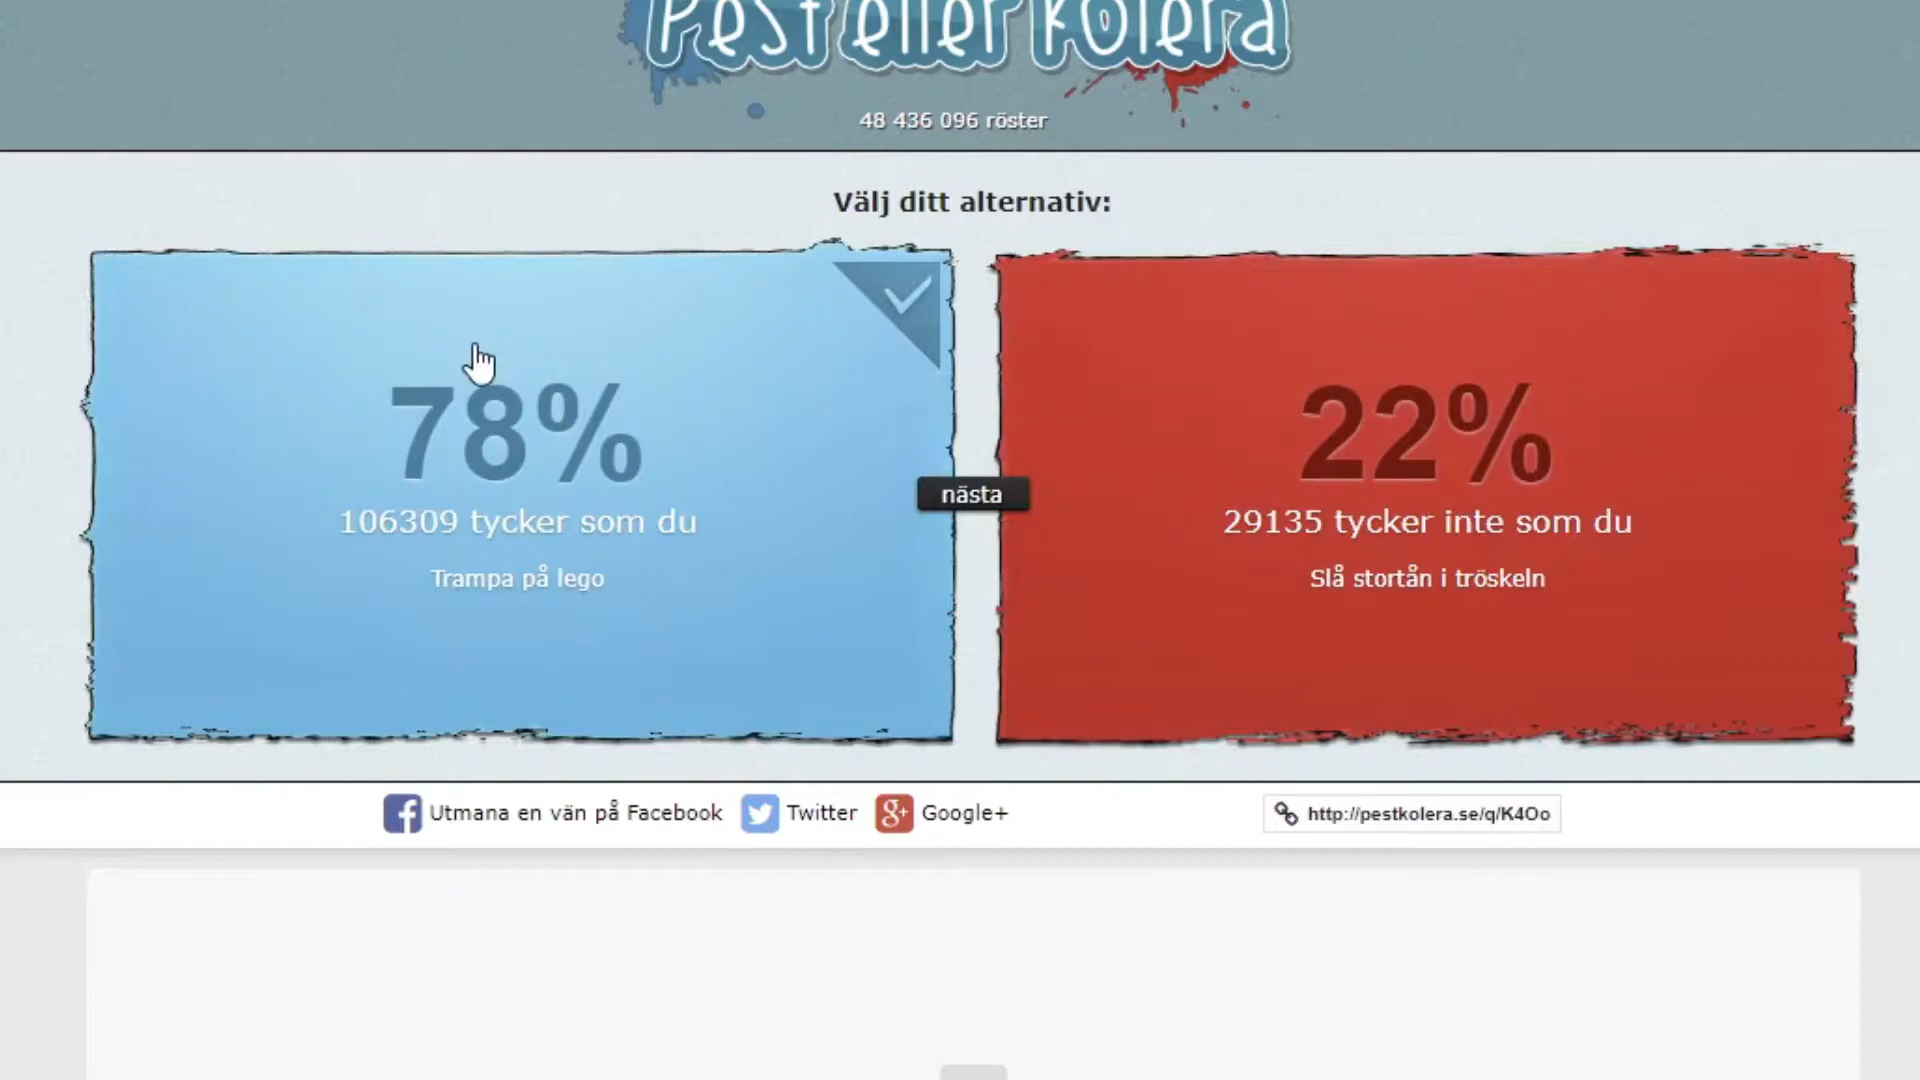 Pest eller kolera
48 436 096 röster
Välj ditt alternativ:
78%
106309 tycker som du
Trampa på lego
nästa
22%
29135 tycker inte som du
Slå stortån i tröskeln
Utmana en vän på Facebook
Twitter
Google+
http://pestkolera.se/q/K4Oo